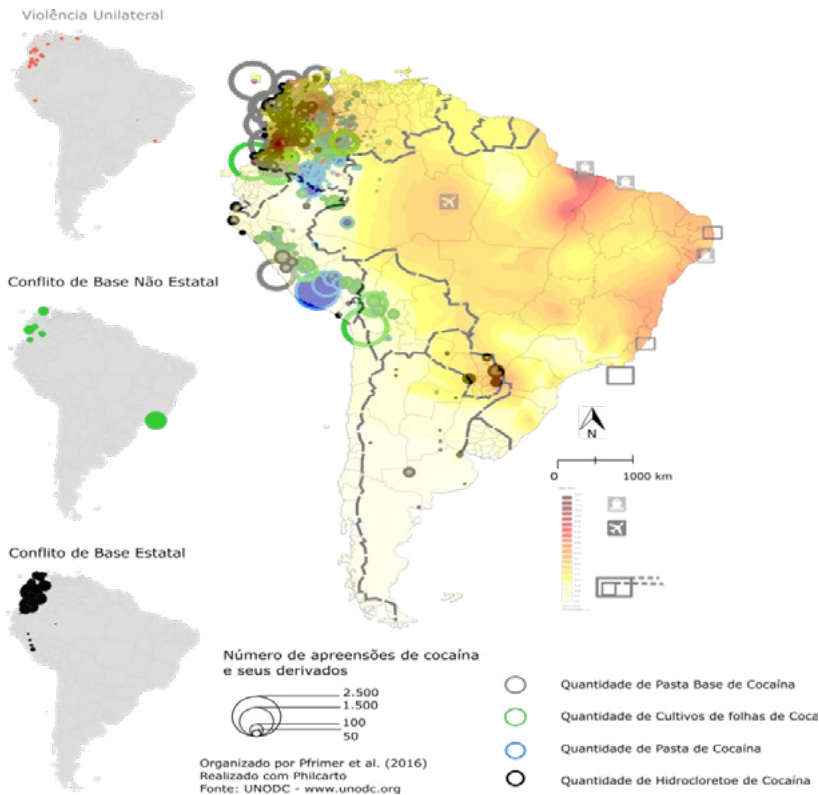 Violência Unilateral
Conflito de Base Não Estatal
Conflito de Base Estatal
N
0 1000 km
Número de apreensões de cocaína
e seus derivados
2.500
1.500
100
50
Organizado por Pfrimer et al. (2016)
Realizado com Philcarto
Fonte: UNODC - www.unodc.org
Quantidade de Pasta Base de Cocaína
Quantidade de Cultivos de folhas de Coca
Quantidade de Pasta de Cocaína
Quantidade de Hidrocloretoe de Cocaína